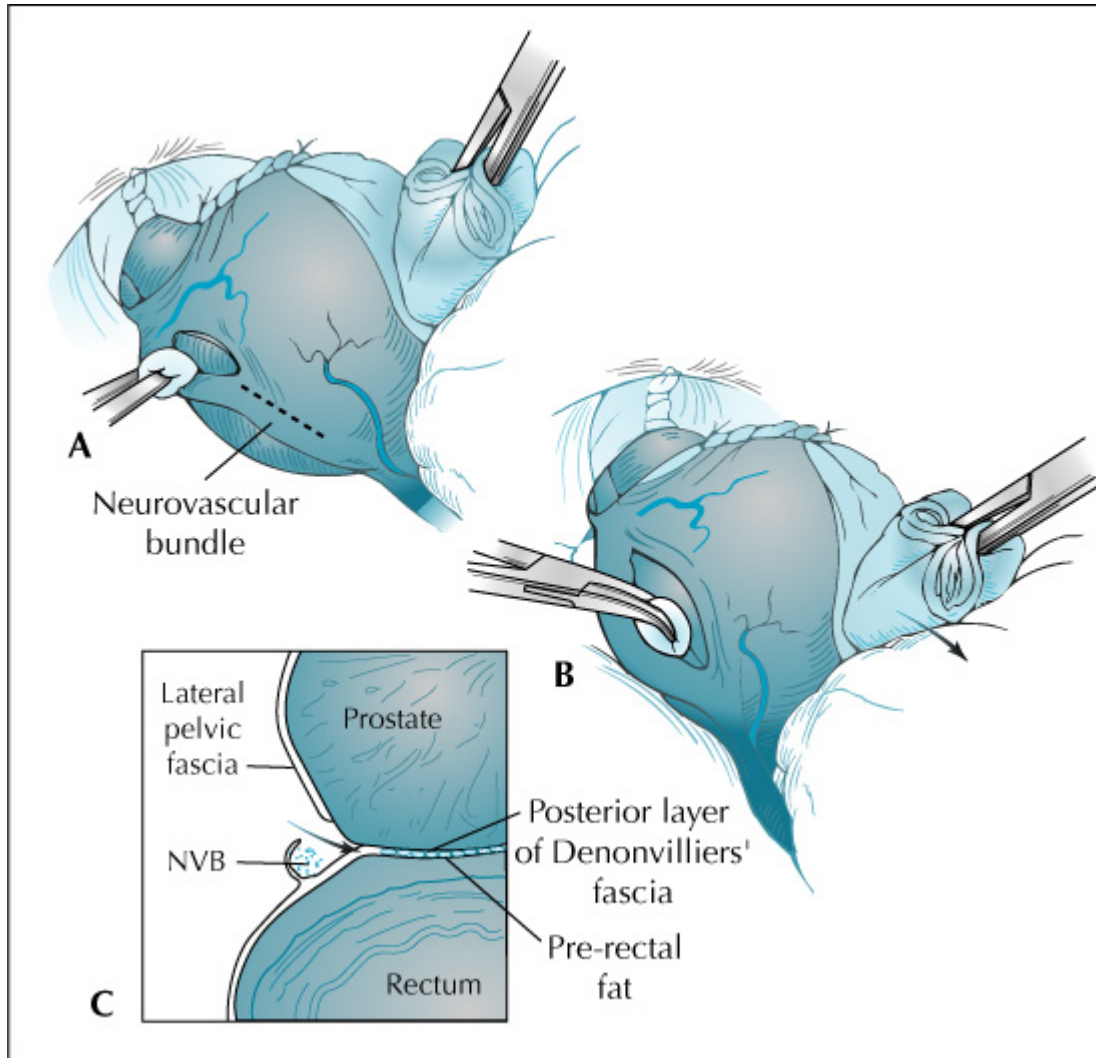 A
Neurovascular
bundle
B
Lateral
pelvic
fascia
Prostate
NVB
Posterior layer
of Denonvilliers'
fascia
Pre-rectal
fat
Rectum
C